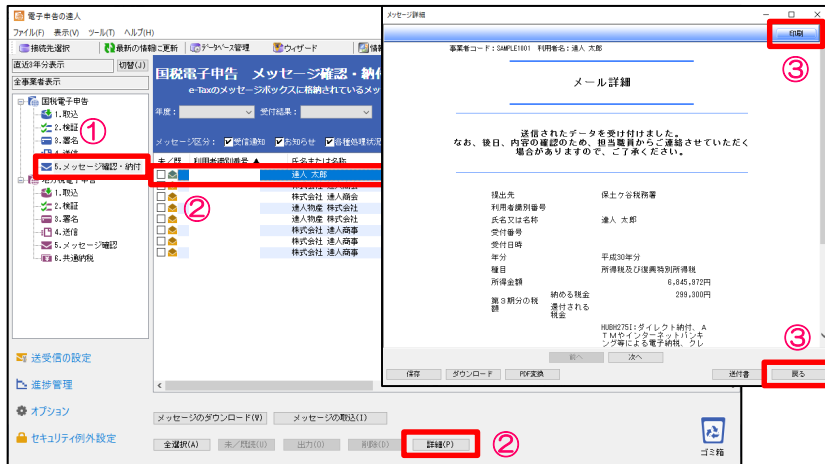 電子申告の達人
ファイル(F) 表示(V) ツール(T) ヘルプ(H)
接続先選択 最新の情報に更新 データベース管理 ウィザード
直近3年分表示 切替(J)
全事業者表示
国税電子申告
1.取込
①
2.検証
3.署名
5.メッセージ確認・納付
1.取込
2.検証
3.署名
4.送信
5.メッセージ確認
6.共通納税
送受信の設定
進捗管理
オプション
セキュリティ例外設定
国税電子申告 メッセージ確認・納付
e-Taxのメッセージボックスに格納されているメッ
年度: 受付結果:
メッセージ区分: 受信通知 お知らせ 各種処理状況
未/既 利用者識別番号 ▲ 氏名または名称
達人 太郎
②
株式会社 達人商会
株式会社 達人商会
達人物産 株式会社
達人物産 株式会社
株式会社 達人商事
株式会社 達人商事
株式会社 達人商事
メッセージのダウンロード(W) メッセージの取込(I)
全選択(A) 未/既読(U) 出力(O) 削除(D) 詳細(P)
②
ごみ箱
メッセージ詳細
印刷
③
事業者コード:SAMPLE1801 利用者名:達人 太郎
メール詳細
送信されたデータを受け付けました。
なお、後日、内容の確認のため、担当職員からご連絡させていただく
場合がありますので、ご了承ください。
提出先 保土ケ谷税務署
利用者識別番号
氏名又は名称 達人 太郎
受付番号
受付日時
年分 平成30年分
種目 所得税及び復興特別所得税
所得金額 6,845,972円
第3期分の税額 納める税金 299,300円
還付される税金
HUBH275I:ダイレクト納付、A
TMやインターネットバンキ
ング等による電子納税、クレ
③
前へ 次へ
保存 ダウンロード PDF変換 送付書 戻る